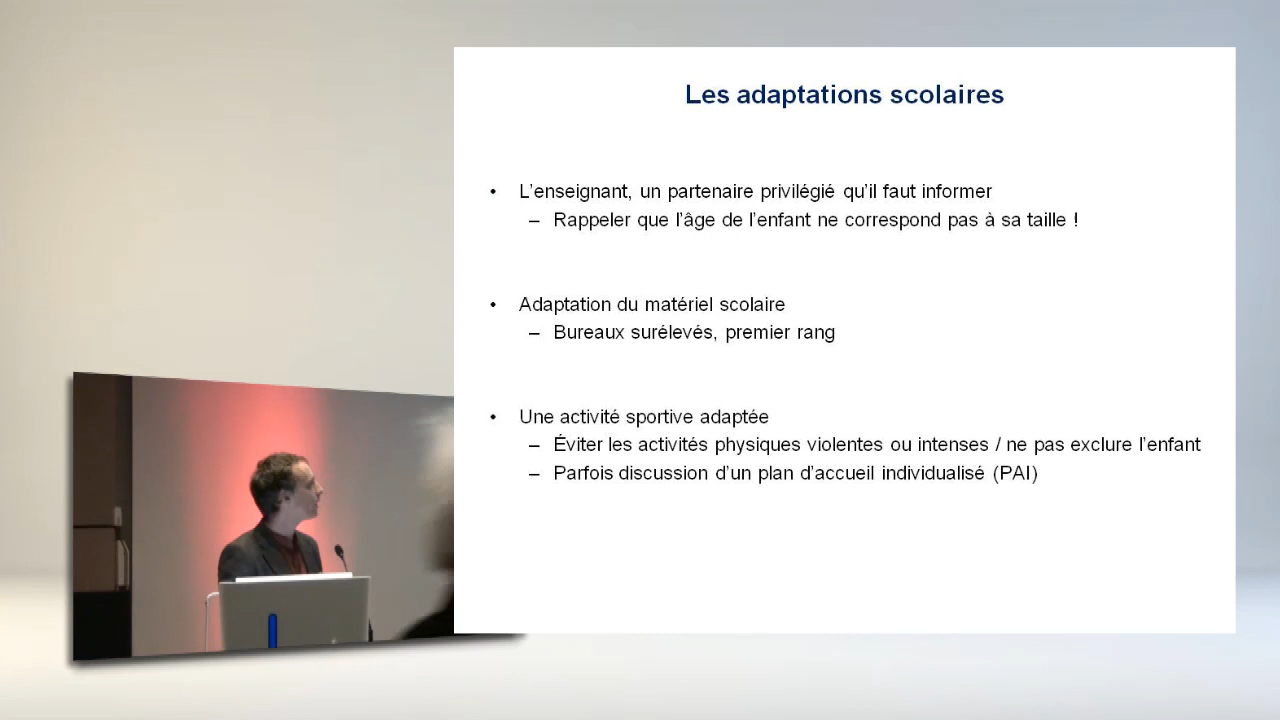 Les adaptations scolaires
• L'enseignant, un partenaire privilégié qu'il faut informer
– Rappeler que l'âge de l'enfant ne correspond pas à sa taille !
• Adaptation du matériel scolaire
– Bureaux surélevés, premier rang
• Une activité sportive adaptée
– Éviter les activités physiques violentes ou intenses / ne pas exclure l'enfant
– Parfois discussion d'un plan d'accueil individualisé (PAI)